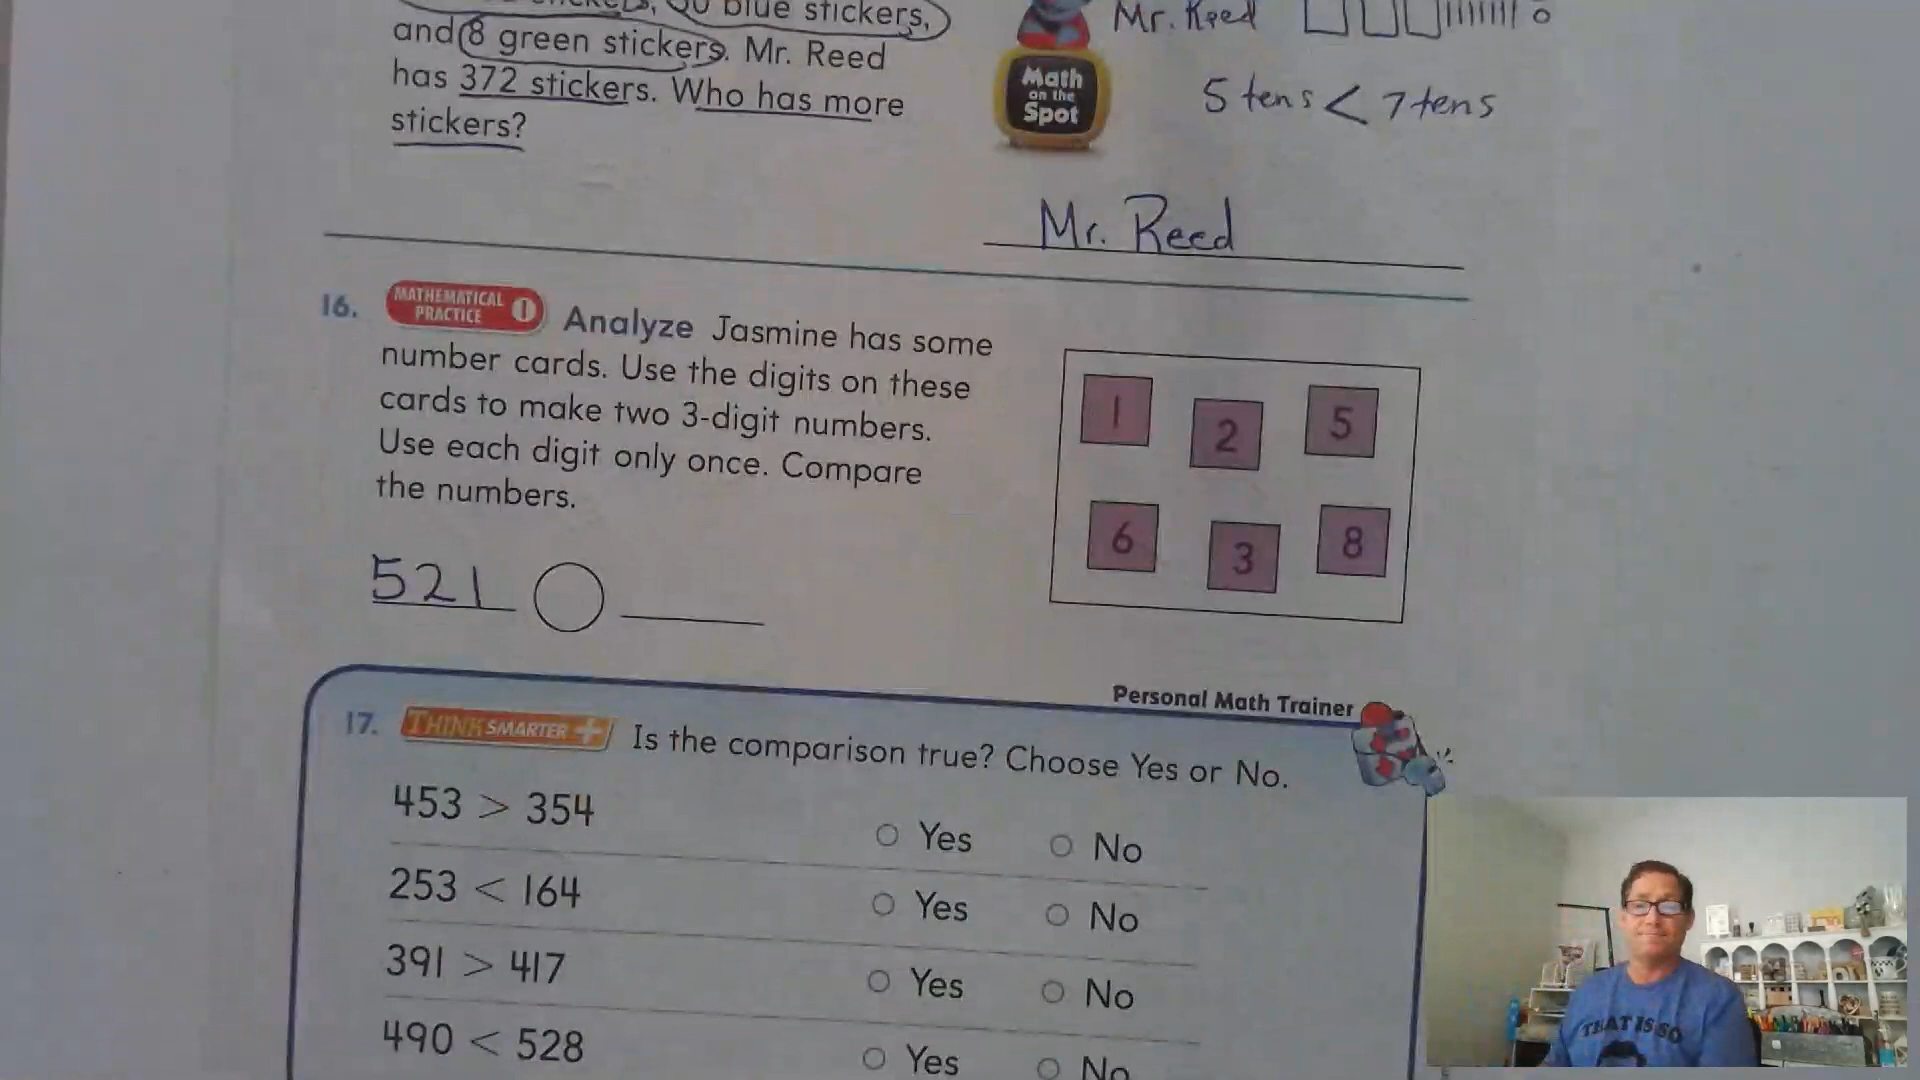 blue stickers,
and 8 green stickers. Mr. Reed
has 372 stickers. Who has more
stickers?
Math
on the
Spot
Mr. Reed
5 tens < 7 tens
Mr. Reed
16. MATHEMATICAL PRACTICE 1 Analyze Jasmine has some
number cards. Use the digits on these
cards to make two 3-digit numbers.
Use each digit only once. Compare
the numbers.
1 2 5
6 3 8
521
Personal Math Trainer
17. THINK SMARTER + Is the comparison true? Choose Yes or No.
453 > 354 Yes No
253 < 164 Yes No
391 > 417 Yes No
490 < 528 Yes No
THAT IS SO